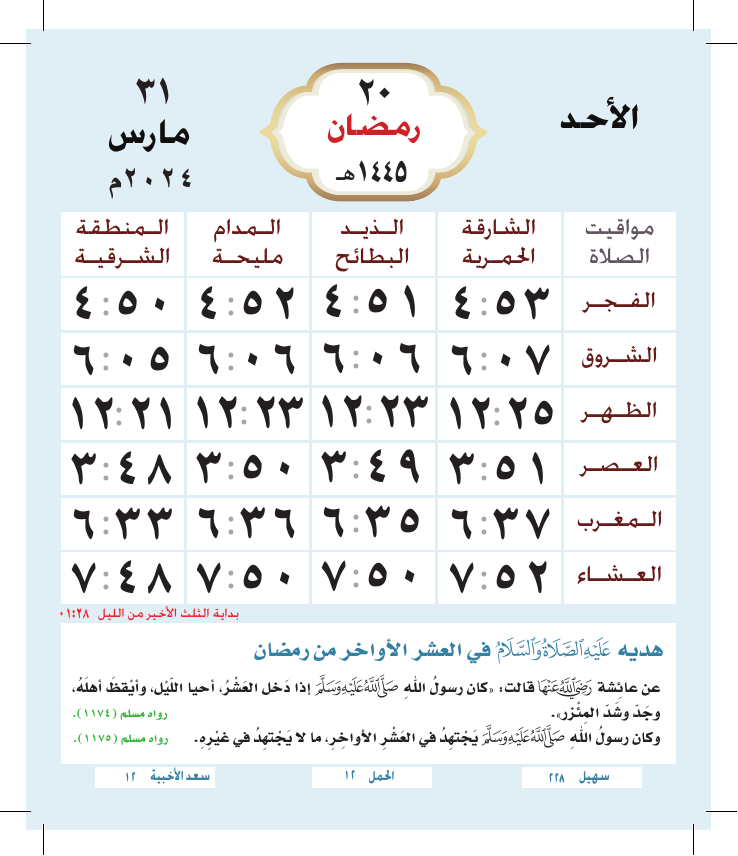 الأحد
٢٠
رمضان
١٤٤٥هـ
٣١
مارس
٢٠٢٤م
مواقيت الصلاة | الشارقة الحمرية | الذيد البطائح | المدام مليحة | المنطقة الشرقية
الفجر ٤:٥٣ ٤:٥١ ٤:٥٢ ٤:٥٠
الشروق ٦:٠٧ ٦:٠٦ ٦:٠٦ ٦:٠٥
الظهر ١٢:٢٥ ١٢:٢٣ ١٢:٢٣ ١٢:٢١
العصر ٣:٥١ ٣:٤٩ ٣:٥٠ ٣:٤٨
المغرب ٦:٣٧ ٦:٣٥ ٦:٣٦ ٦:٣٣
العشاء ٧:٥٢ ٧:٥٠ ٧:٥٠ ٧:٤٨
بداية الثلث الأخير من الليل ٠١:٢٨
هديه عَلَيْهِ الصَّلَاةُ وَالسَّلَامُ في العشر الأواخر من رمضان
عن عائشة رَضِيَ اللَّهُ عَنْهَا قالت: «كان رسولُ اللهِ صَلَّى اللَّهُ عَلَيْهِ وَسَلَّمَ إذا دَخل العَشْرُ، أحيا اللَّيْل، وأيْقظَ أهلَهُ،
وجَدّ وشَدّ المِئْزر». رواه مسلم (١١٧٤).
وكان رسولُ اللهِ صَلَّى اللَّهُ عَلَيْهِ وَسَلَّمَ يَجْتهِدُ في العَشْرِ الأواخرِ، ما لا يَجْتهِدُ في غيْرِهِ. رواه مسلم (١١٧٥).
سهيل ٢٢٨
الحمل ١٢
سعد الأخبية ١٢